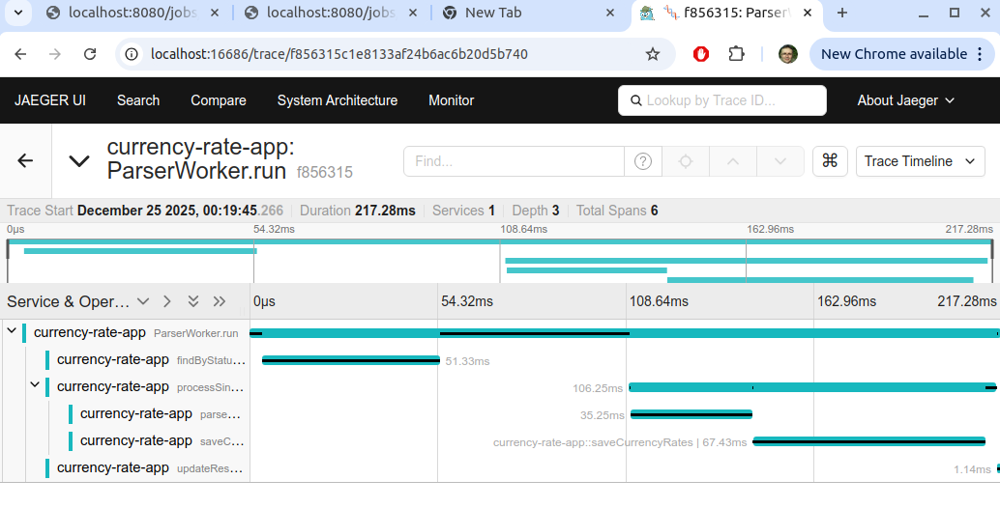 localhost:8080/jobs
localhost:8080/jobs
New Tab
f856315: ParserW
localhost:16686/trace/f856315c1e8133af24b6ac6b20d5b740
New Chrome available
JAEGER UI Search Compare System Architecture Monitor Lookup by Trace ID... About Jaeger
currency-rate-app:
ParserWorker.run f856315
Find...
Trace Timeline
Trace Start December 25 2025, 00:19:45.266 Duration 217.28ms Services 1 Depth 3 Total Spans 6
0μs 54.32ms 108.64ms 162.96ms 217.28ms
Service & Oper... 0μs 54.32ms 108.64ms 162.96ms 217.28ms
currency-rate-app ParserWorker.run
currency-rate-app findByStatu... 51.33ms
currency-rate-app processSin... 106.25ms
currency-rate-app parse... 35.25ms
currency-rate-app saveC... currency-rate-app::saveCurrencyRates | 67.43ms
currency-rate-app updateRes... 1.14ms